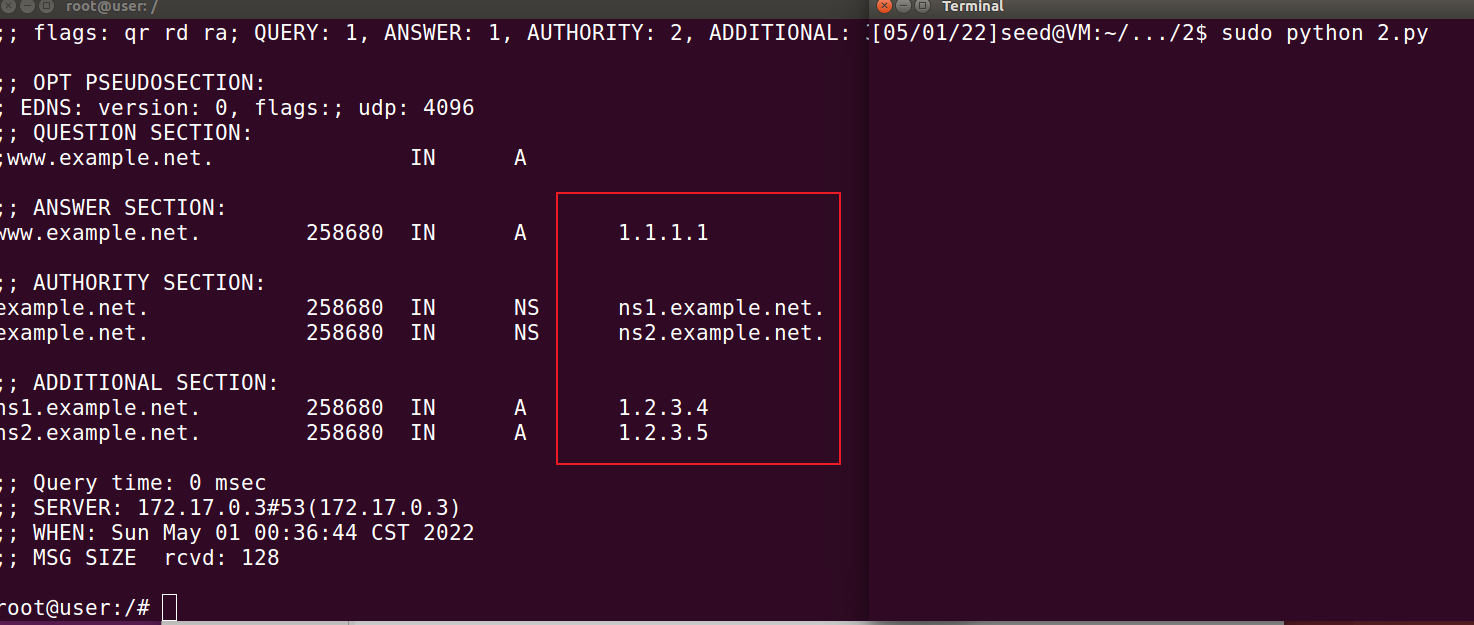 root@user: /
;; flags: qr rd ra; QUERY: 1, ANSWER: 1, AUTHORITY: 2, ADDITIONAL:
;; OPT PSEUDOSECTION:
; EDNS: version: 0, flags:; udp: 4096
;; QUESTION SECTION:
;www.example.net. IN A
;; ANSWER SECTION:
www.example.net. 258680 IN A 1.1.1.1
;; AUTHORITY SECTION:
example.net. 258680 IN NS ns1.example.net.
example.net. 258680 IN NS ns2.example.net.
;; ADDITIONAL SECTION:
ns1.example.net. 258680 IN A 1.2.3.4
ns2.example.net. 258680 IN A 1.2.3.5
;; Query time: 0 msec
;; SERVER: 172.17.0.3#53(172.17.0.3)
;; WHEN: Sun May 01 00:36:44 CST 2022
;; MSG SIZE rcvd: 128
root@user:/#
Terminal
[05/01/22]seed@VM:~/.../2$ sudo python 2.py